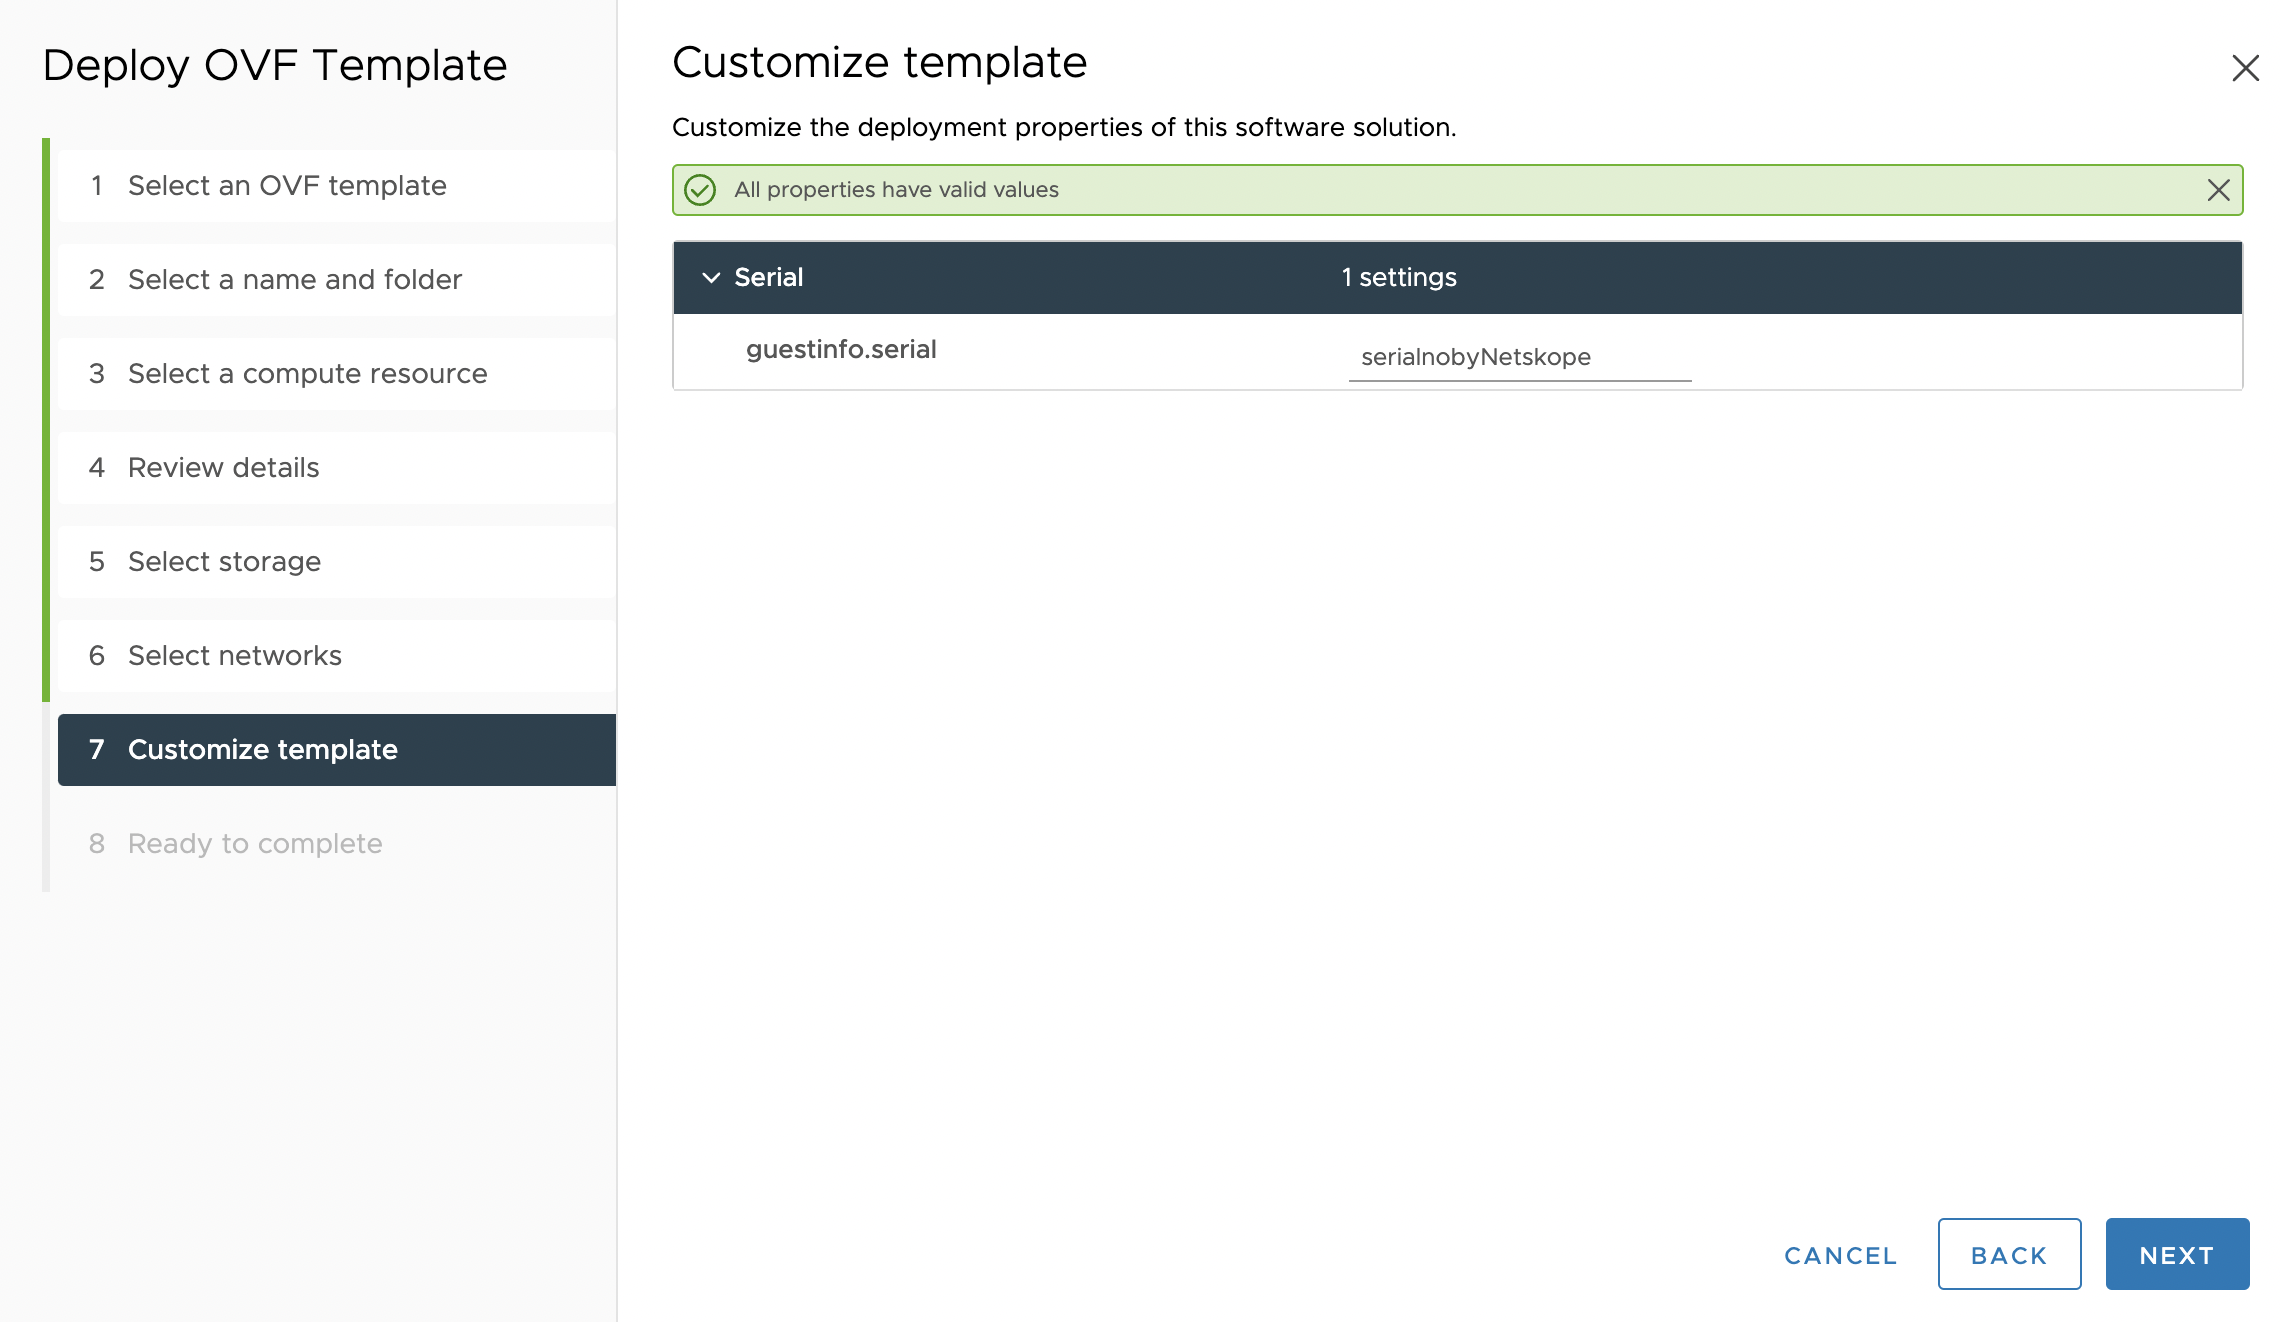 Deploy OVF Template
1 Select an OVF template
2 Select a name and folder
3 Select a compute resource
4 Review details
5 Select storage
6 Select networks
7 Customize template
8 Ready to complete
Customize template
Customize the deployment properties of this software solution.
All properties have valid values
Serial 1 settings
guestinfo.serial serialnobyNetskope
CANCEL BACK NEXT